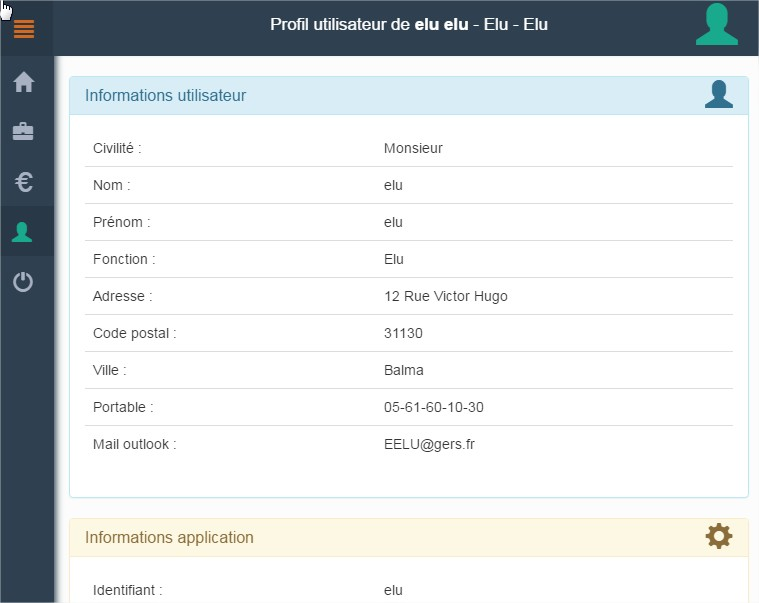 Profil utilisateur de elu elu - Elu - Elu
Informations utilisateur
Civilité : Monsieur
Nom : elu
Prénom : elu
Fonction : Elu
Adresse : 12 Rue Victor Hugo
Code postal : 31130
Ville : Balma
Portable : 05-61-60-10-30
Mail outlook : EELU@gers.fr
Informations application
Identifiant : elu